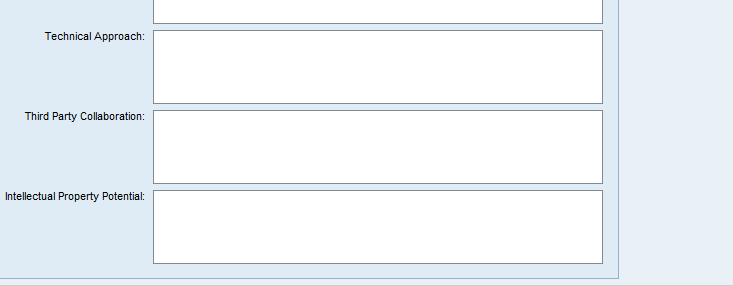 Technical Approach:
Third Party Collaboration:
Intellectual Property Potential: